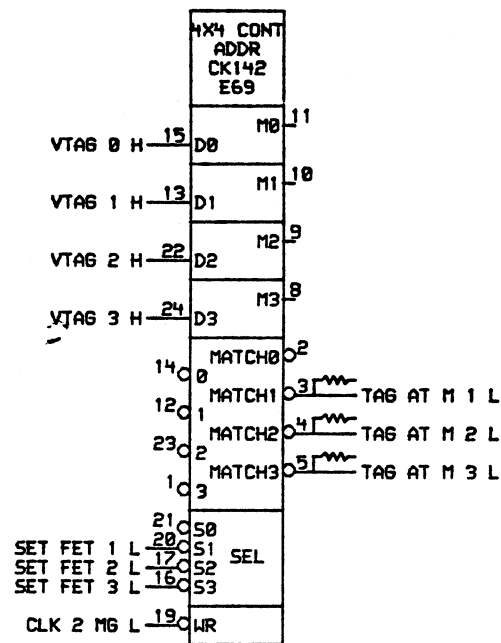 4X4 CONT
ADDR
CK142
E69
M0 11
VTAG 0 H 15 D0
M1 10
VTAG 1 H 13 D1
M2 9
VTAG 2 H 22 D2
M3 8
VTAG 3 H 24 D3
MATCH0 2
14 0
MATCH1 3 TAG AT M 1 L
12 1
MATCH2 4 TAG AT M 2 L
23 2
MATCH3 5 TAG AT M 3 L
1 3
21 S0
SET FET 1 L 20 S1 SEL
SET FET 2 L 17 S2
SET FET 3 L 16 S3
CLK 2 MG L 19 WR